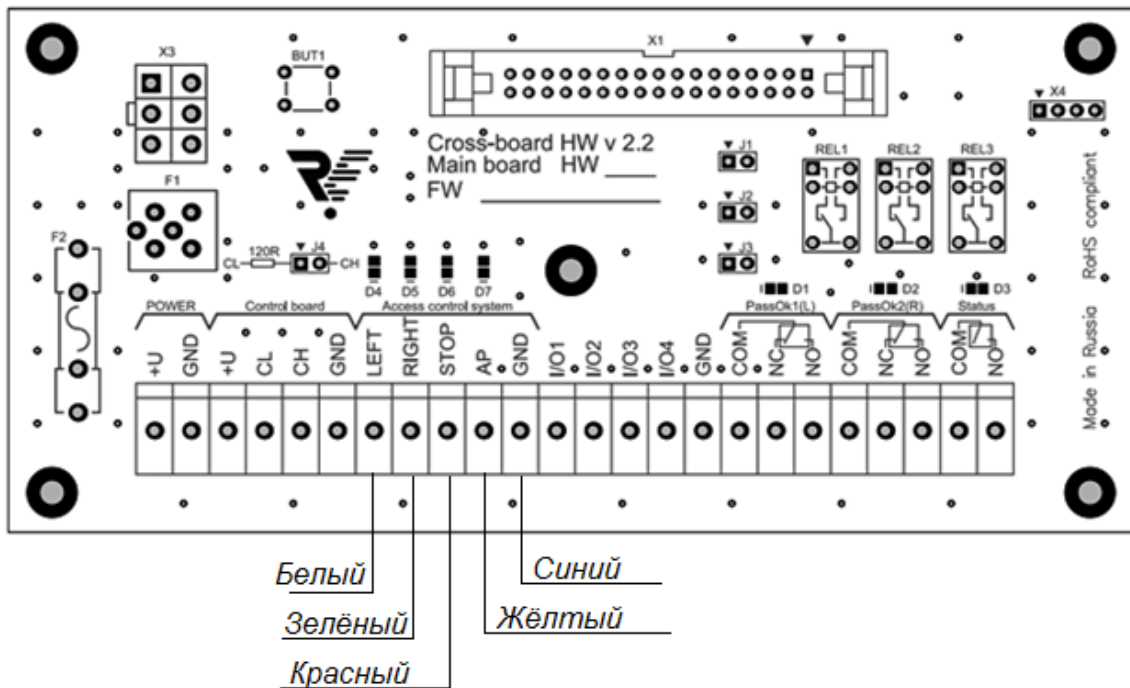 X3
BUT1
X1
X4
Cross-board HW v 2.2
Main board HW ____
FW ____________
J1
J2
J3
REL1 REL2 REL3
F1
F2
CL 120R J4 CH
D4 D5 D6 D7
I D1 I D2 I D3
POWER Control board Access control system PassOk1(L) PassOk2(R) Status
+U GND +U CL CH GND LEFT RIGHT STOP AP GND I/O1 I/O2 I/O3 I/O4 GND COM NC NO COM NC NO COM NO
Made in Russia RoHS compliant
Белый Синий
Зелёный Жёлтый
Красный